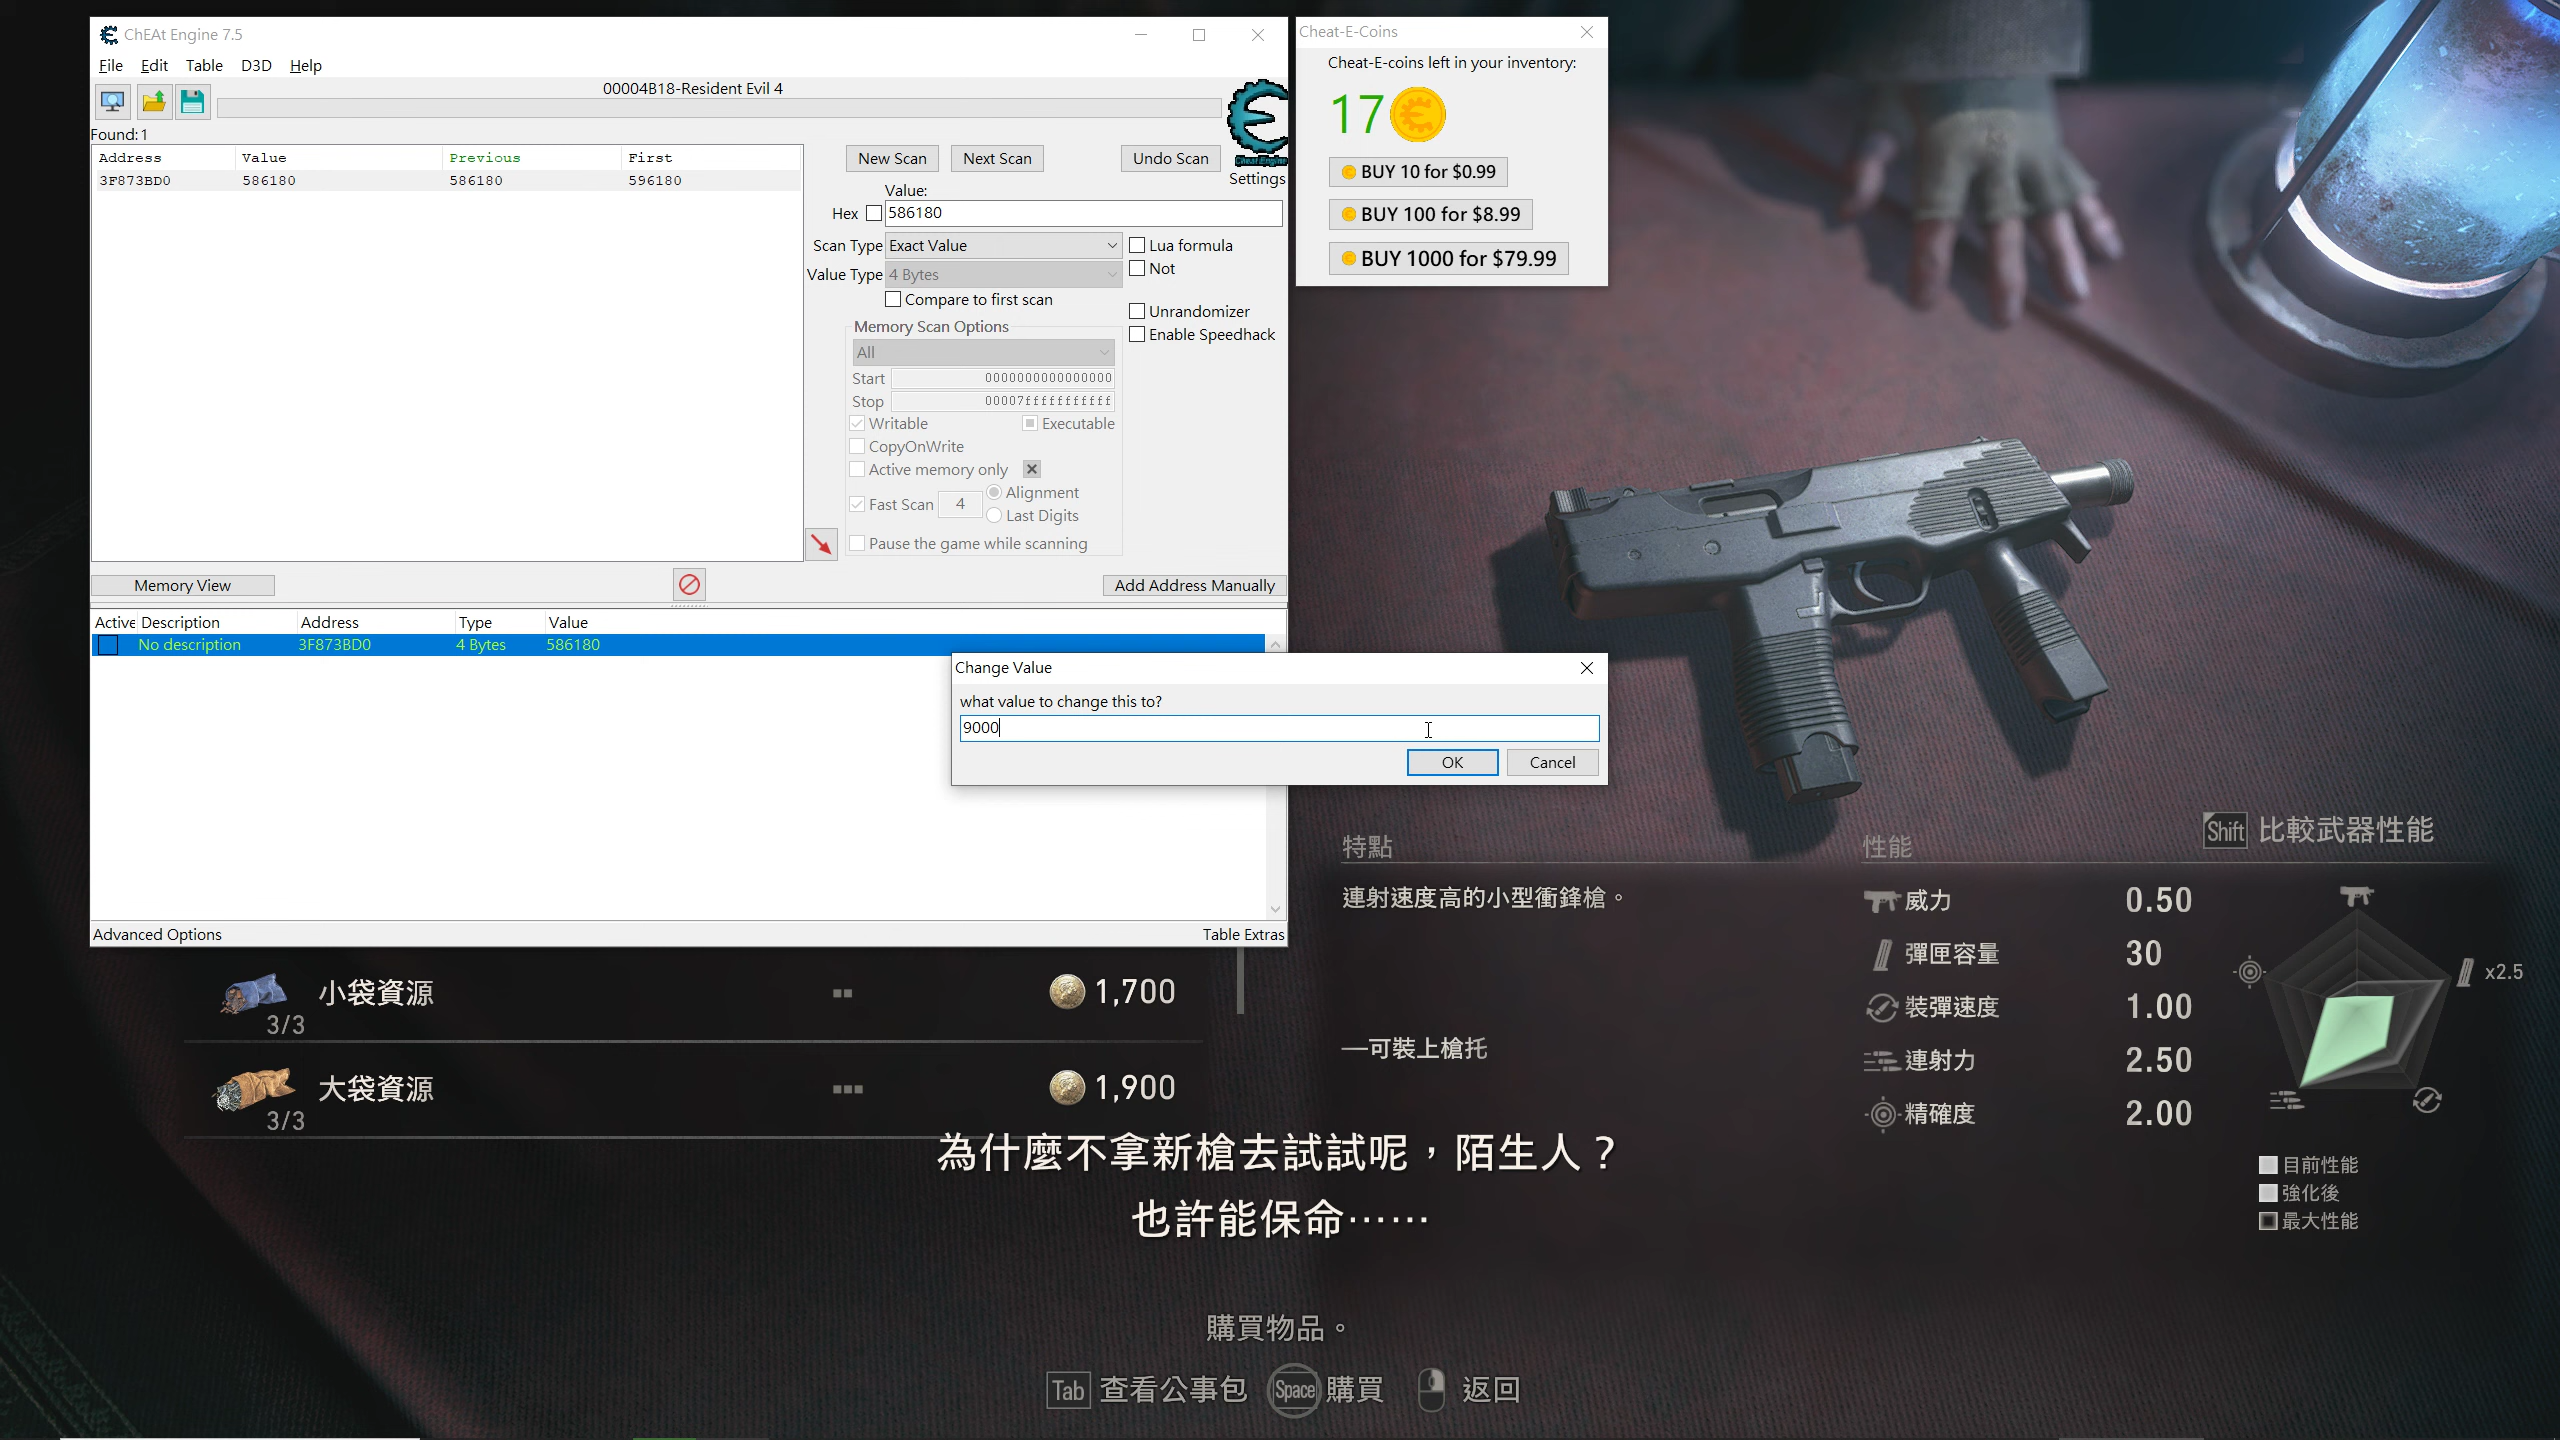 ChEAt Engine 7.5
File Edit Table D3D Help
00004B18-Resident Evil 4
Found: 1
Address Value Previous First
3F873BD0 586180 586180 596180
New Scan Next Scan Undo Scan
Cheat Engine
Settings
Value:
Hex 586180
Scan Type Exact Value
Lua formula
Value Type 4 Bytes
Not
Compare to first scan
Unrandomizer
Memory Scan Options
Enable Speedhack
All
Start 0000000000000000
Stop 00007fffffffffff
Writable Executable
CopyOnWrite
Active memory only
Fast Scan 4 Alignment
Last Digits
Pause the game while scanning
Memory View
Add Address Manually
Active Description Address Type Value
No description 3F873BD0 4 Bytes 586180
Advanced Options Table Extras
Cheat-E-Coins
Cheat-E-coins left in your inventory:
17
BUY 10 for $0.99
BUY 100 for $8.99
BUY 1000 for $79.99
Change Value
what value to change this to?
9000
OK Cancel
小袋資源 1,700
3/3
大袋資源 1,900
3/3
特點
連射速度高的小型衝鋒槍。
—可裝上槍托
性能
Shift 比較武器性能
威力 0.50
彈匣容量 30
裝彈速度 1.00
連射力 2.50
精確度 2.00
x2.5
目前性能
強化後
最大性能
為什麼不拿新槍去試試呢，陌生人？
也許能保命……
購買物品。
Tab 查看公事包 Space 購買 返回